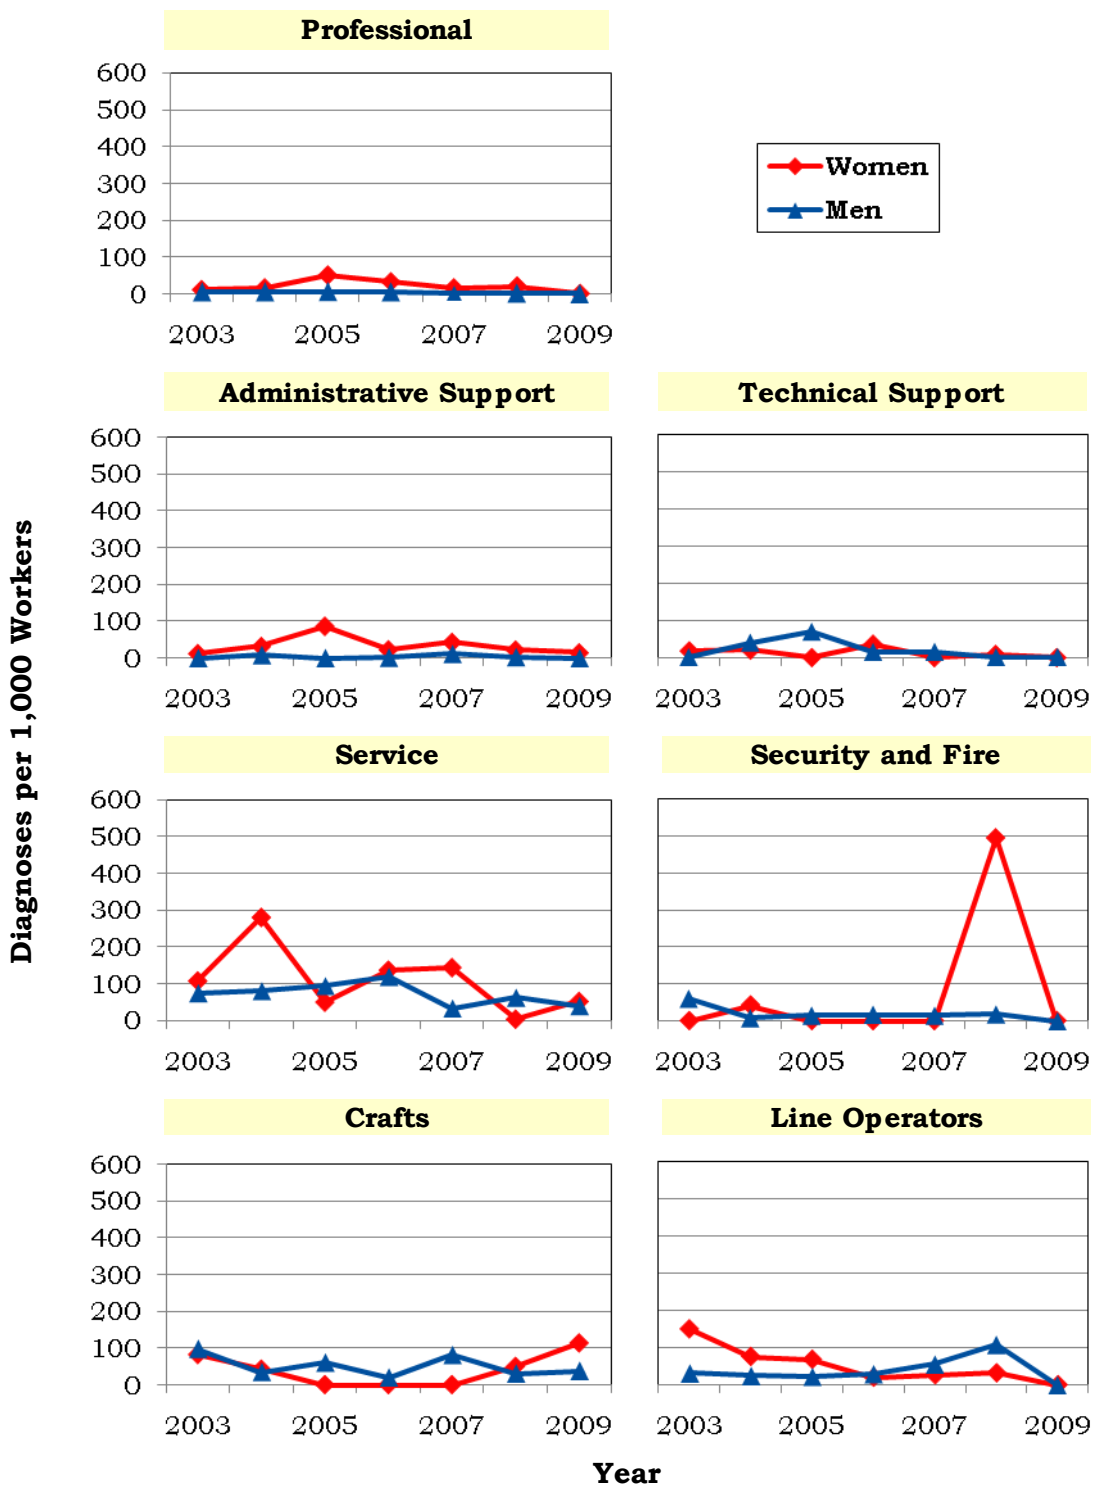 Professional
600
500
400
300
200
100
0
2003 2005 2007 2009
Women
Men
Administrative Support
600
500
400
300
200
100
0
2003 2005 2007 2009
Technical Support
2003 2005 2007 2009
Diagnoses per 1,000 Workers
Service
600
500
400
300
200
100
0
2003 2005 2007 2009
Security and Fire
2003 2005 2007 2009
Crafts
600
500
400
300
200
100
0
2003 2005 2007 2009
Line Operators
2003 2005 2007 2009
Year